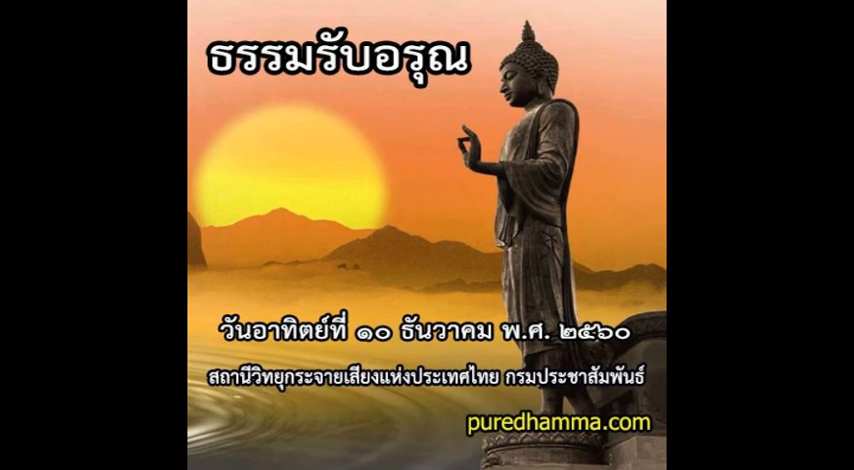 ธรรมรับอรุณ
วันอาทิตย์ที่ ๑๐ ธันวาคม พ.ศ. ๒๕๖๐
สถานีวิทยุกระจายเสียงแห่งประเทศไทย กรมประชาสัมพันธ์
puredhamma.com